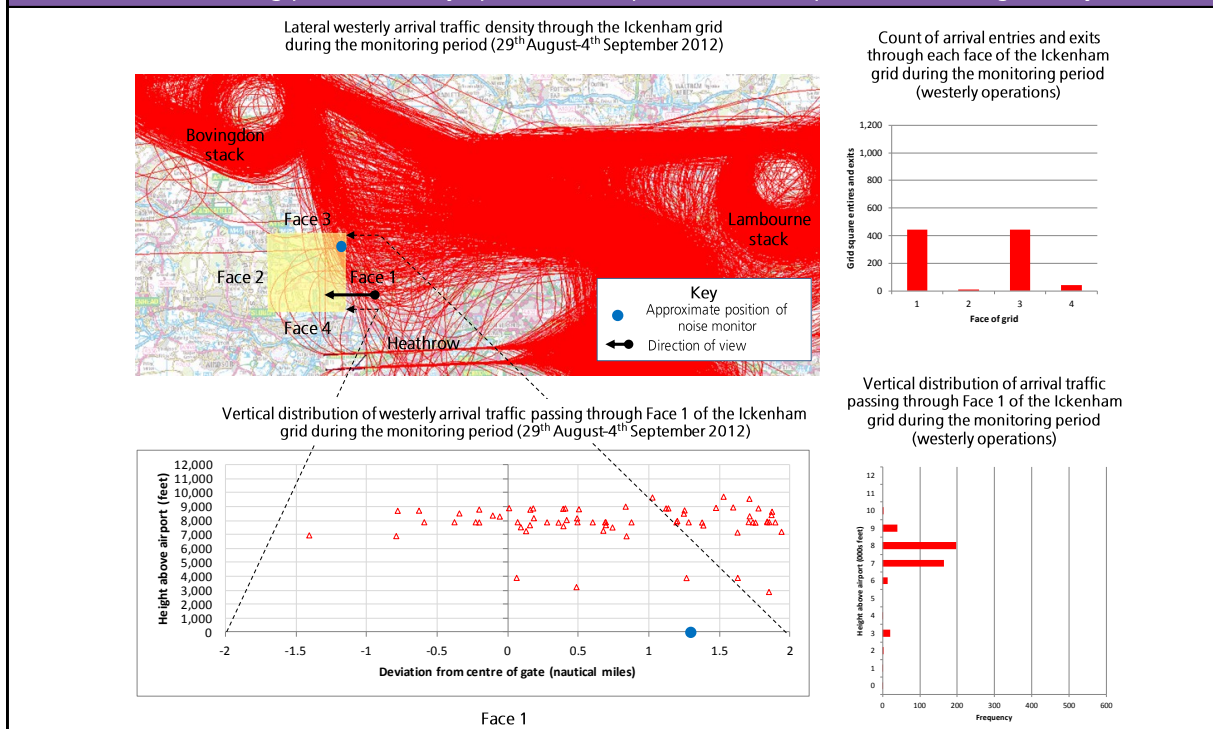 Lateral westerly arrival traffic density through the Ickenham grid
during the monitoring period (29th August-4th September 2012)
Bovingdon
stack
Face 3
Face 2
Face 1
Face 4
Lambourne
stack
Heathrow
Key
Approximate position of
noise monitor
Direction of view
Count of arrival entries and exits
through each face of the Ickenham
grid during the monitoring period
(westerly operations)
Grid square entires and exits
1,200
1,000
800
600
400
200
0
1 2 3 4
Face of grid
Vertical distribution of westerly arrival traffic passing through Face 1 of the Ickenham
grid during the monitoring period (29th August-4th September 2012)
Height above airport (feet)
12,000
11,000
10,000
9,000
8,000
7,000
6,000
5,000
4,000
3,000
2,000
1,000
0
-2 -1.5 -1 -0.5 0 0.5 1 1.5 2
Deviation from centre of gate (nautical miles)
Face 1
Vertical distribution of arrival traffic
passing through Face 1 of the Ickenham
grid during the monitoring period
(westerly operations)
Height above airport (000s feet)
12
11
10
9
8
7
6
5
4
3
2
1
0
0 100 200 300 400 500 600
Frequency